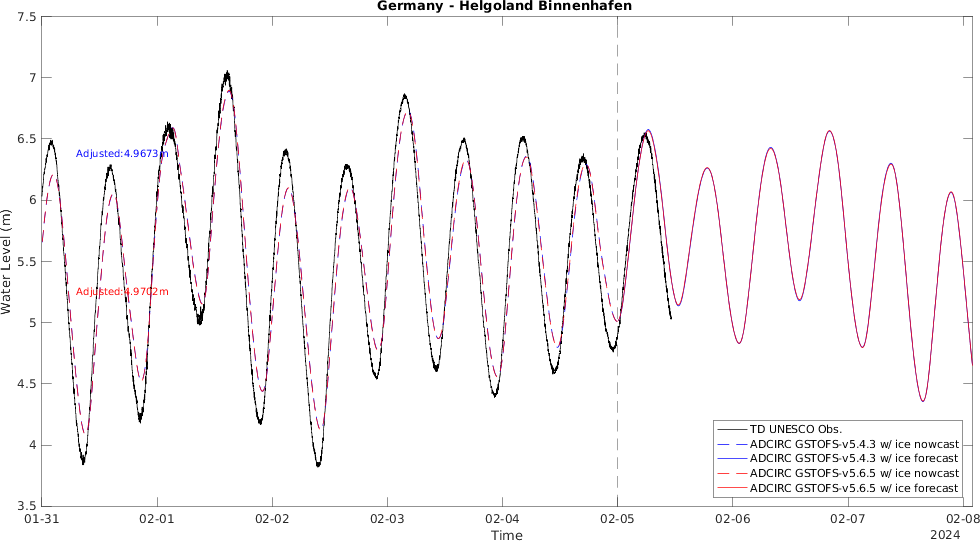 Germany - Helgoland Binnenhafen
Water Level (m)
7.5
7
6.5
6
5.5
5
4.5
4
3.5
Adjusted:4.9673m
Adjusted:4.9702m
TD UNESCO Obs.
ADCIRC GSTOFS-v5.4.3 w/ ice nowcast
ADCIRC GSTOFS-v5.4.3 w/ ice forecast
ADCIRC GSTOFS-v5.6.5 w/ ice nowcast
ADCIRC GSTOFS-v5.6.5 w/ ice forecast
01-31 02-01 02-02 02-03 02-04 02-05 02-06 02-07 02-08
Time
2024